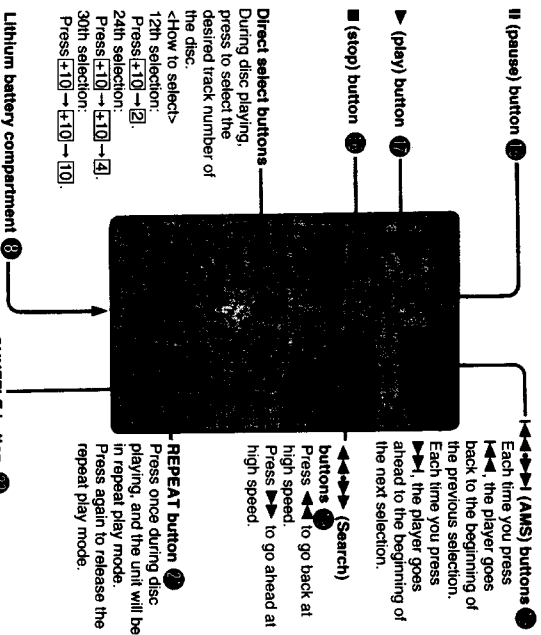 II (pause) button
▶ (play) button 17
■ (stop) button
Direct select buttons
During disc playing,
press to select the
desired track number of
the disc.
<How to select>
12th selection:
Press +10 → 2.
24th selection:
Press +10 → +10 → 4.
30th selection:
Press +10 → +10 → 10.
Lithium battery compartment 8
I◀◀ ▶▶I (AMS) buttons
Each time you press
I◀◀, the player goes
back to the beginning of
the previous selection.
Each time you press
▶▶I, the player goes
ahead to the beginning of
the next selection.
◀◀ ▶▶ (Search)
buttons
Press ◀◀ to go back at
high speed.
Press ▶▶ to go ahead at
high speed.
REPEAT button
Press once during disc
playing, and the unit will be
in repeat play mode.
Press again to release the
repeat play mode.